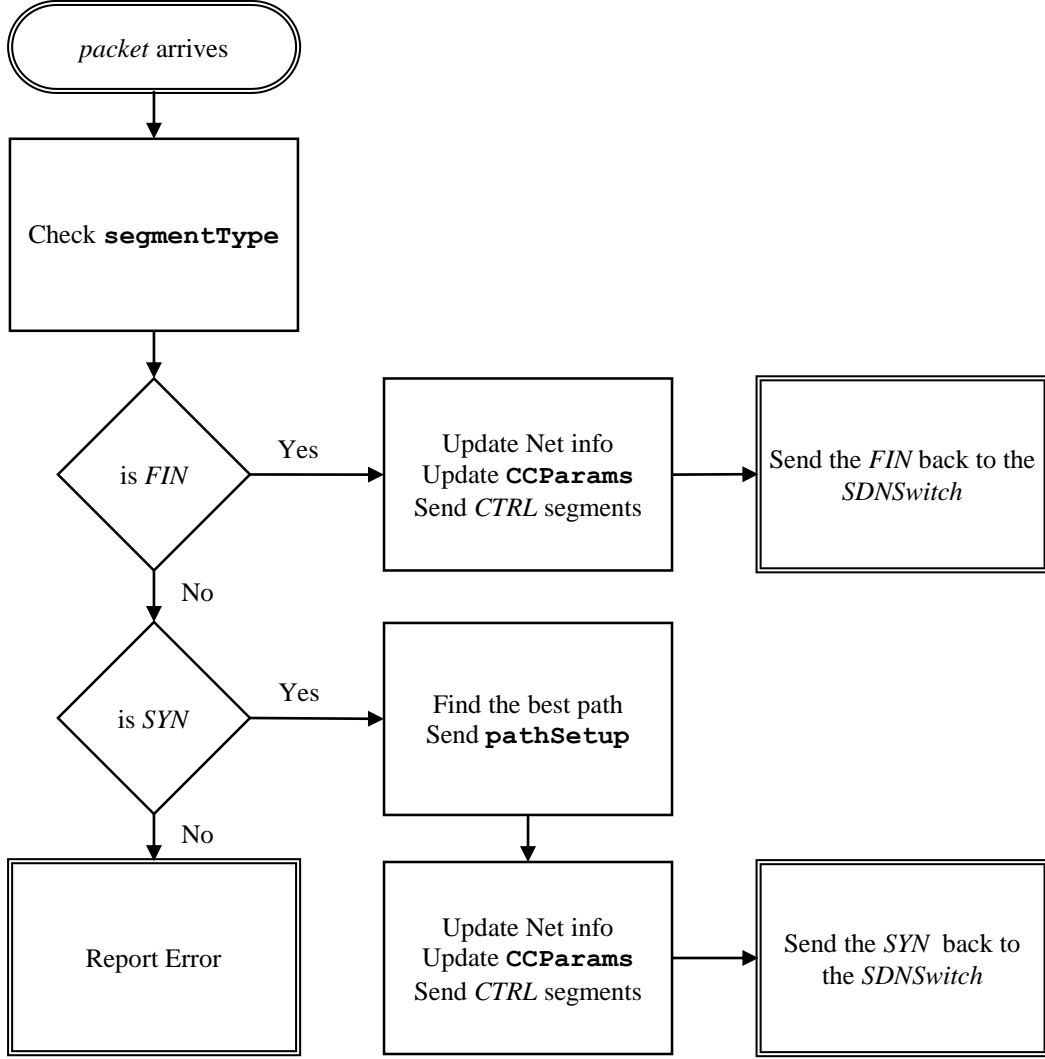 packet arrives
Check segmentType
is FIN
Yes
Update Net info
Update CCParams
Send CTRL segments
Send the FIN back to the
SDNSwitch
No
is SYN
Yes
Find the best path
Send pathSetup
No
Report Error
Update Net info
Update CCParams
Send CTRL segments
Send the SYN back to
the SDNSwitch